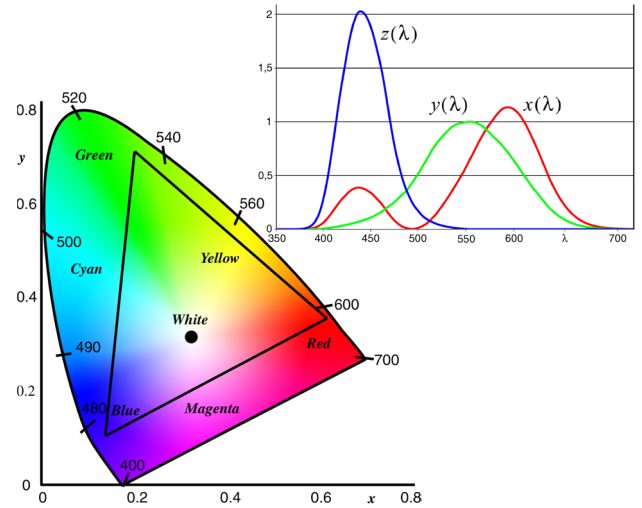 2
z(λ)
1,5
y(λ)
x(λ)
1
0,5
0
350
400
450
500
550
600
λ
700
0.8
520
y
Green
540
0.6
560
500
Cyan
Yellow
0.4
White
600
490
Red
700
0.2
480
Blue
Magenta
400
0
0
0.2
0.4
0.6
x
0.8